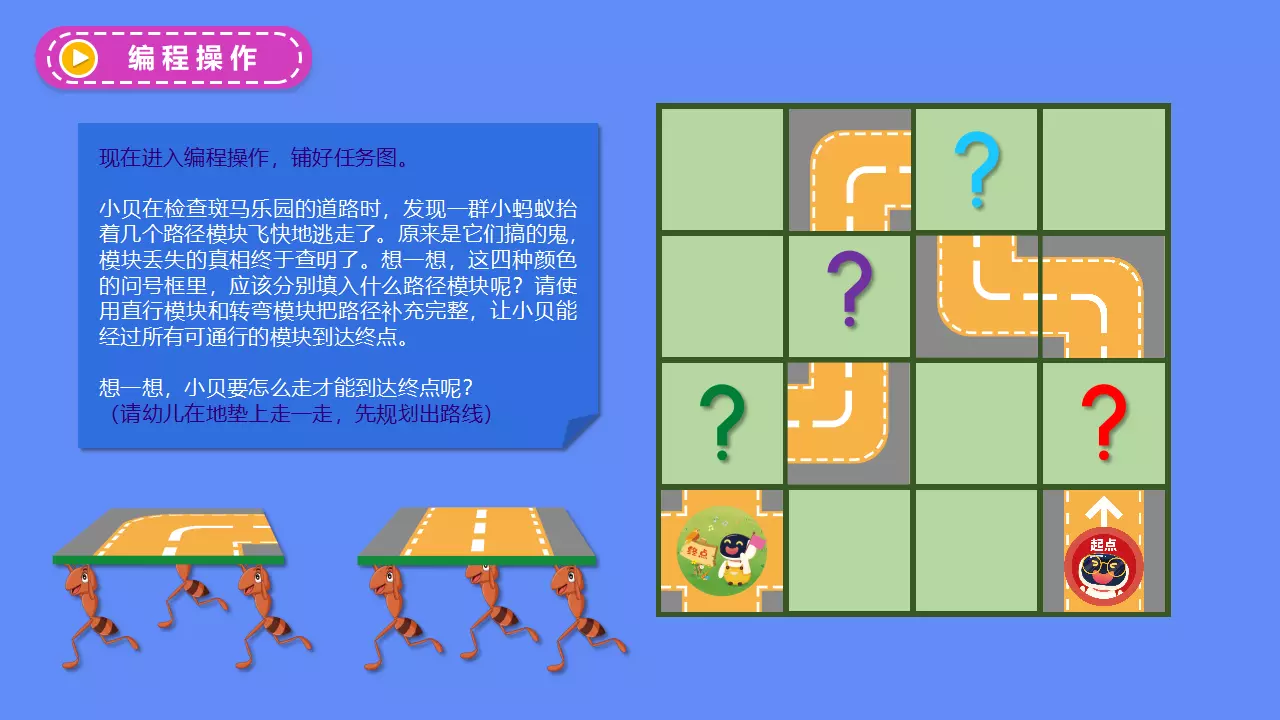 编程操作
现在进入编程操作，铺好任务图。
小贝在检查斑马乐园的道路时，发现一群小蚂蚁抬
着几个路径模块飞快地逃走了。原来是它们搞的鬼，
模块丢失的真相终于查明了。想一想，这四种颜色
的问号框里，应该分别填入什么路径模块呢？请使
用直行模块和转弯模块把路径补充完整，让小贝能
经过所有可通行的模块到达终点。
想一想，小贝要怎么走才能到达终点呢？
（请幼儿在地垫上走一走，先规划出路线）
?
?
?
?
终点
起点